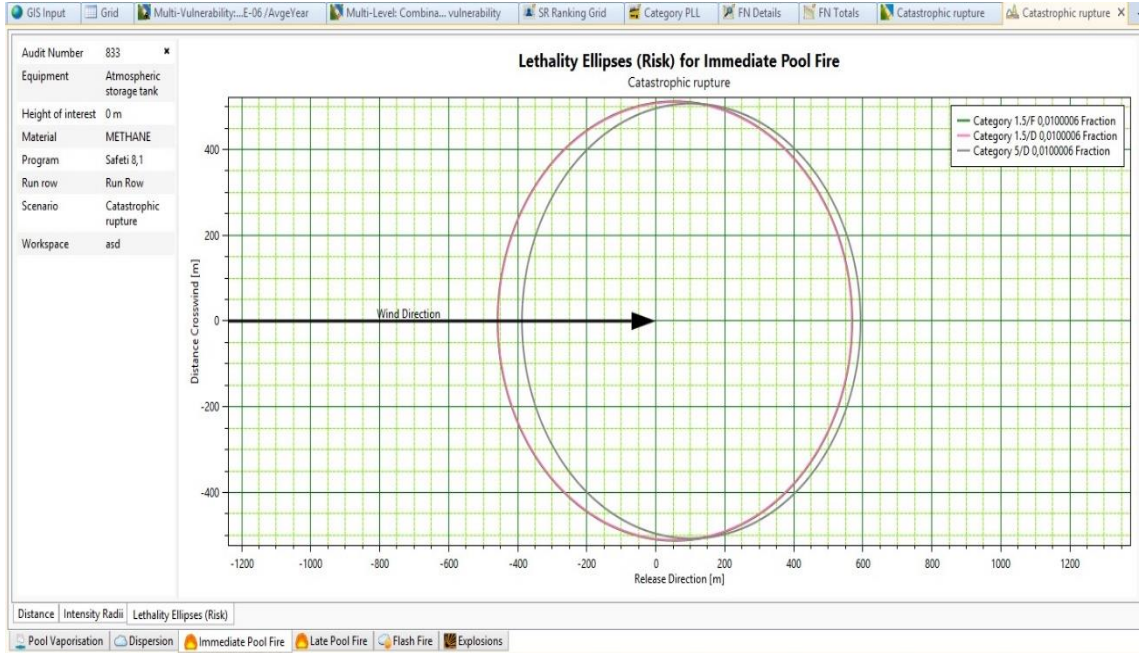 GIS Input
Grid
Multi-Vulnerability:...E-06 /AvgeYear
Multi-Level: Combina... vulnerability
SR Ranking Grid
Category PLL
FN Details
FN Totals
Catastrophic rupture
Catastrophic rupture X
Audit Number 833
Equipment Atmospheric
storage tank
Height of interest 0 m
Material METHANE
Program Safeti 8,1
Run row Run Row
Scenario Catastrophic
rupture
Workspace asd
Lethality Ellipses (Risk) for Immediate Pool Fire
Catastrophic rupture
Category 1.5/F 0,0100006 Fraction
Category 1.5/D 0,0100006 Fraction
Category 5/D 0,0100006 Fraction
Distance Crosswind [m]
400
200
0
-200
-400
Wind Direction
-1200 -1000 -800 -600 -400 -200 0 200 400 600 800 1000 1200
Release Direction [m]
Distance Intensity Radii Lethality Ellipses (Risk)
Pool Vaporisation Dispersion Immediate Pool Fire Late Pool Fire Flash Fire Explosions